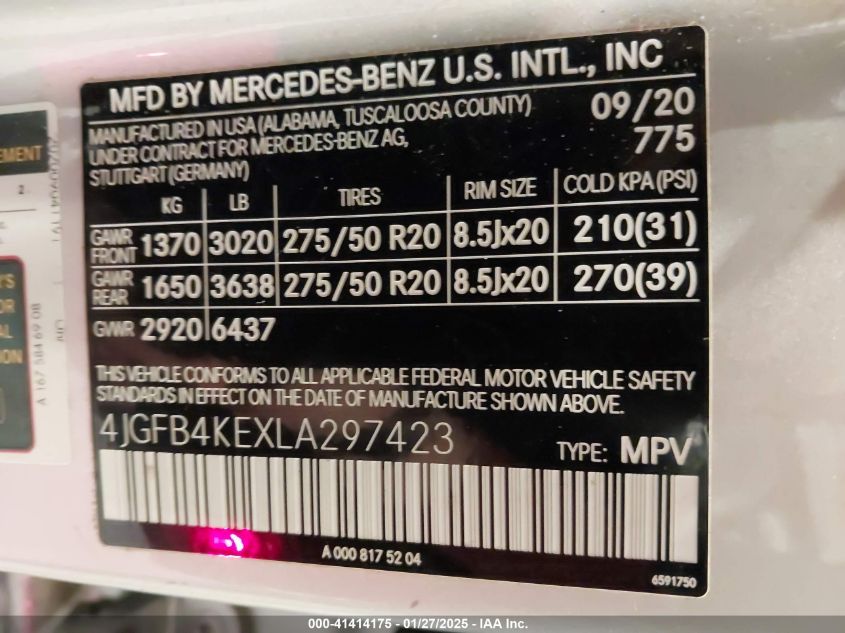 MFD BY MERCEDES-BENZ U.S. INTL., INC
MANUFACTURED IN USA (ALABAMA, TUSCALOOSA COUNTY) 09/20
UNDER CONTRACT FOR MERCEDES-BENZ AG, 775
STUTTGART (GERMANY)
KG LB TIRES RIM SIZE COLD KPA (PSI)
GAWR FRONT 1370 3020 275/50 R20 8.5Jx20 210(31)
GAWR REAR 1650 3638 275/50 R20 8.5Jx20 270(39)
GVWR 2920 6437
THIS VEHICLE CONFORMS TO ALL APPLICABLE FEDERAL MOTOR VEHICLE SAFETY
STANDARDS IN EFFECT ON THE DATE OF MANUFACTURE SHOWN ABOVE.
4JGFB4KEXLA297423 TYPE: MPV
A 000 817 52 04
6591750
A 167 584 69 08
000-41414175 — 01/27/2025 - IAA Inc.